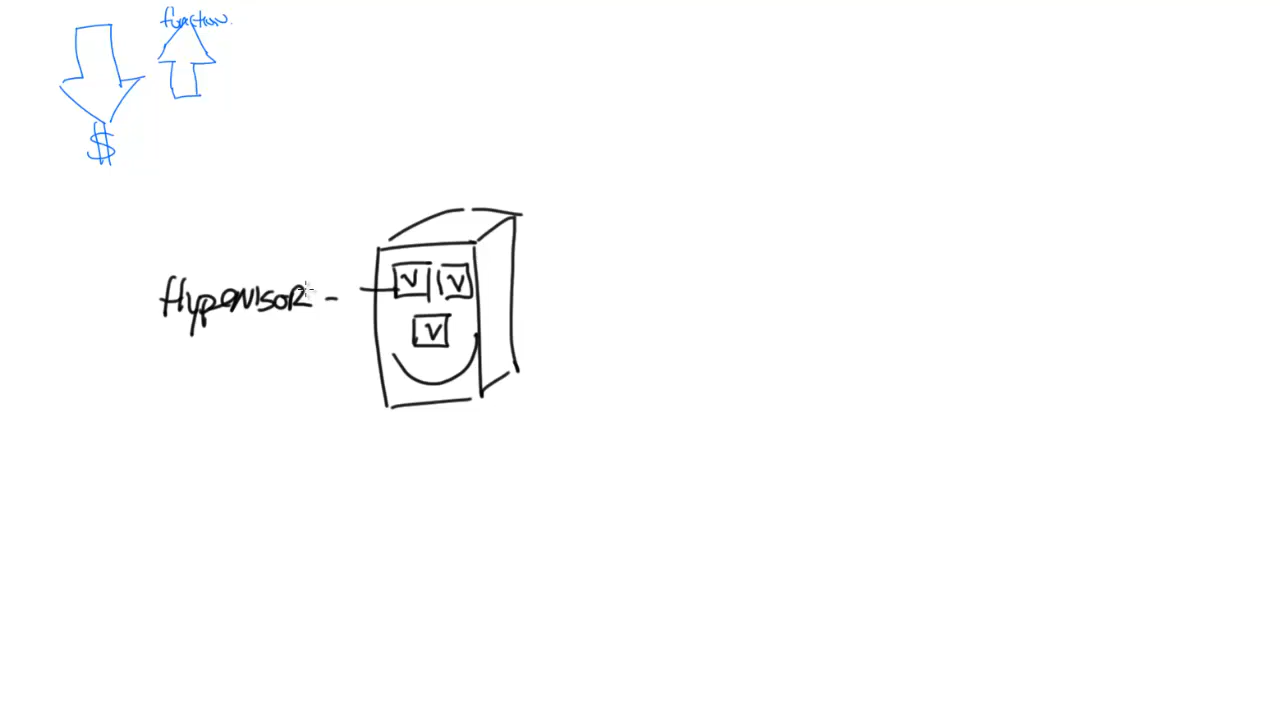 function.
$
Hypervisor -
V V
V